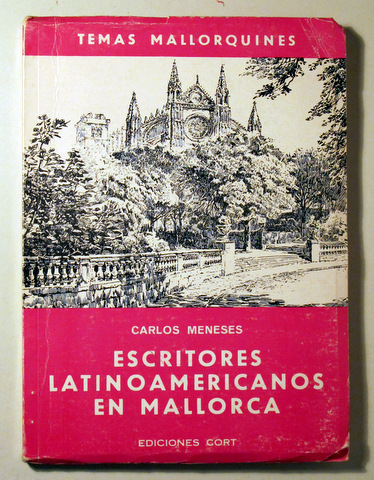 TEMAS MALLORQUINES
CARLOS MENESES
ESCRITORES
LATINOAMERICANOS
EN MALLORCA
EDICIONES CORT